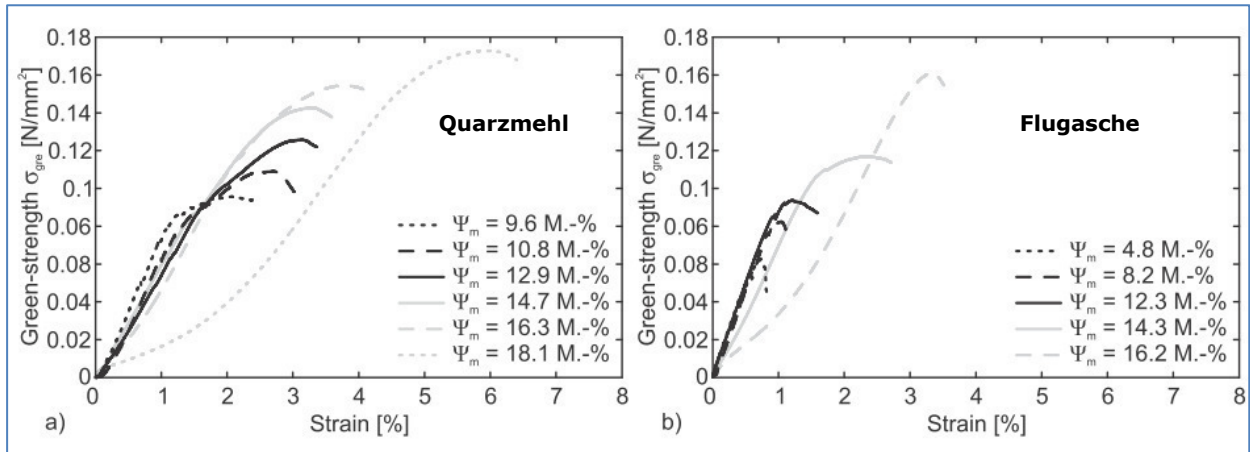 0.18
0.16
0.14
0.12
0.1
0.08
0.04
0.02
0
Green-strength σgre [N/mm²]
Quarzmehl
Ψm = 9.6 M.-%
Ψm = 10.8 M.-%
Ψm = 12.9 M.-%
Ψm = 14.7 M.-%
Ψm = 16.3 M.-%
Ψm = 18.1 M.-%
0 1 2 3 4 5 6 7 8
a) Strain [%]
0.18
0.16
0.14
0.12
0.1
0.08
0.04
0.02
0
Green-strength σgre [N/mm²]
Flugasche
Ψm = 4.8 M.-%
Ψm = 8.2 M.-%
Ψm = 12.3 M.-%
Ψm = 14.3 M.-%
Ψm = 16.2 M.-%
0 1 2 3 4 5 6 7 8
b) Strain [%]